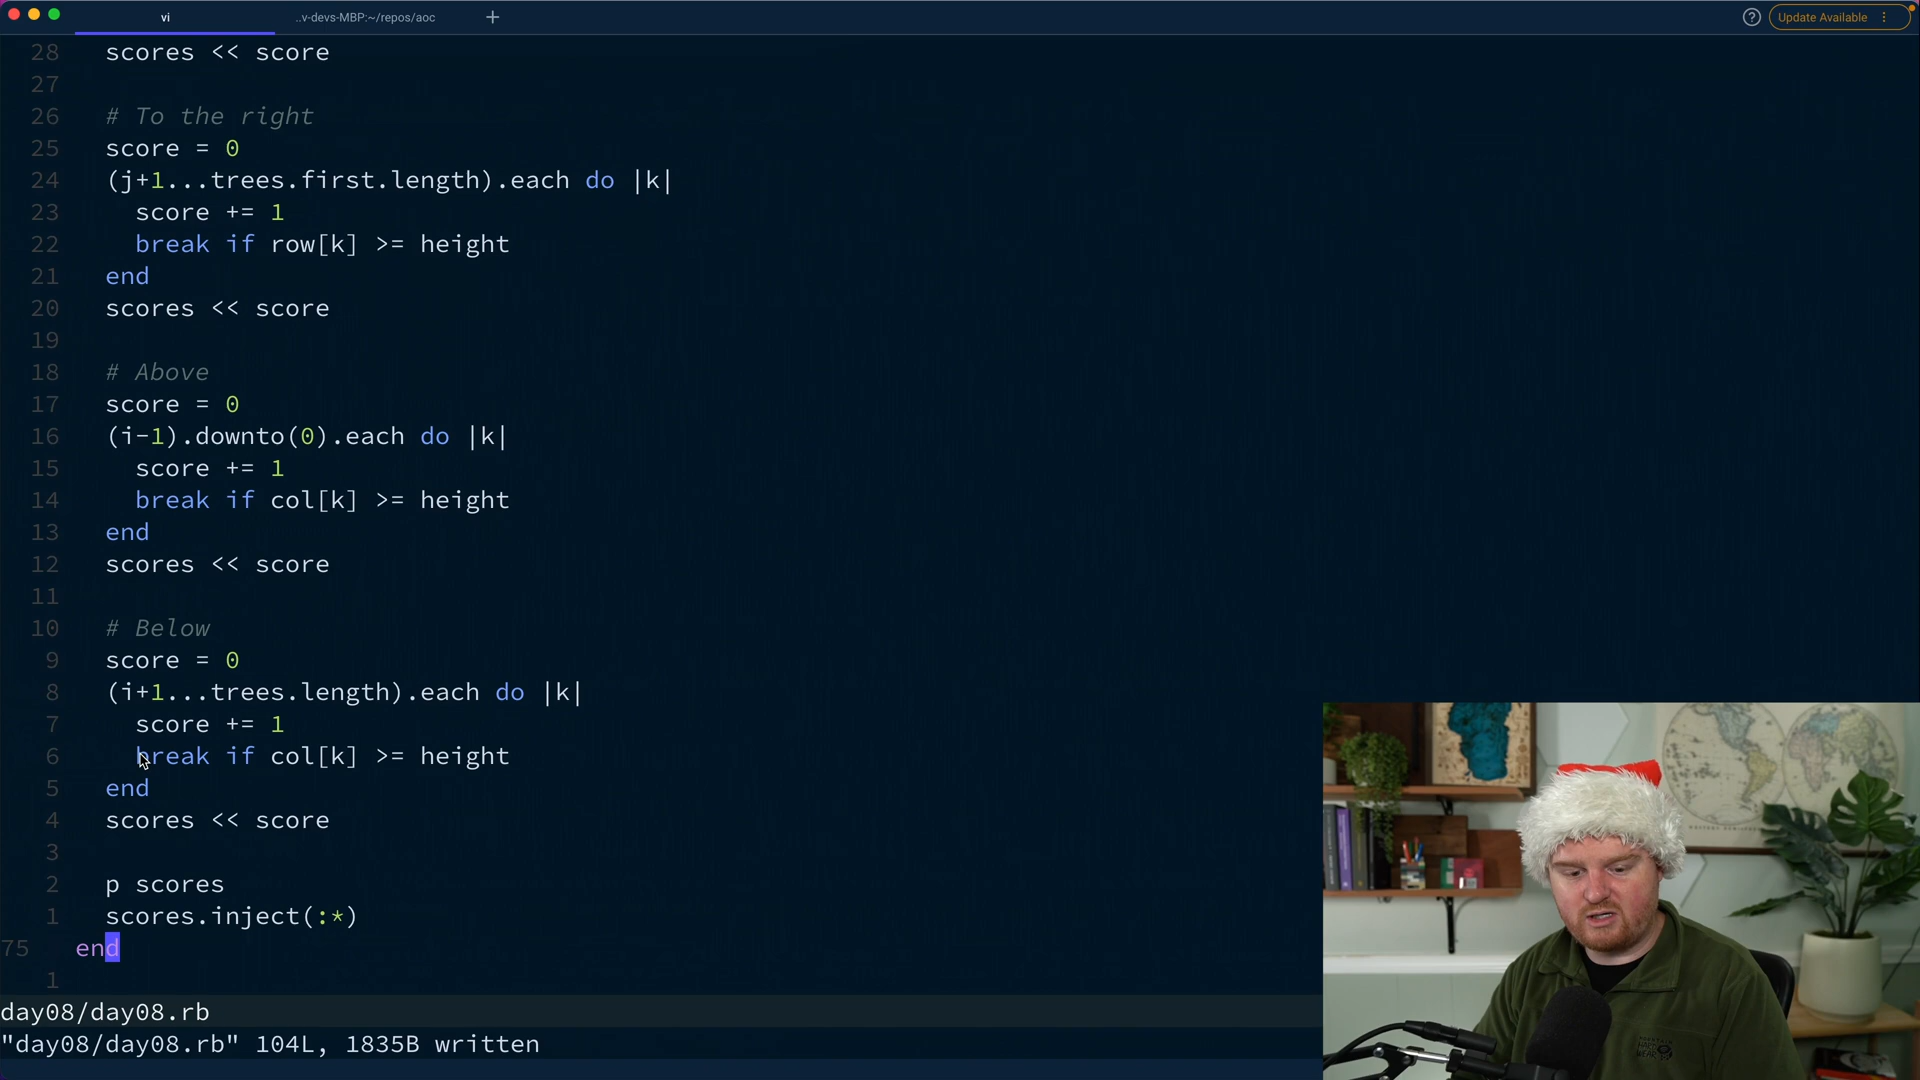 vi
..v-devs-MBP:~/repos/aoc
+
?
Update Available
28 scores << score
27
26 # To the right
25 score = 0
24 (j+1...trees.first.length).each do |k|
23 score += 1
22 break if row[k] >= height
21 end
20 scores << score
19
18 # Above
17 score = 0
16 (i-1).downto(0).each do |k|
15 score += 1
14 break if col[k] >= height
13 end
12 scores << score
11
10 # Below
9 score = 0
8 (i+1...trees.length).each do |k|
7 score += 1
6 break if col[k] >= height
5 end
4 scores << score
3
2 p scores
1 scores.inject(:*)
75 end
1
day08/day08.rb
"day08/day08.rb" 104L, 1835B written